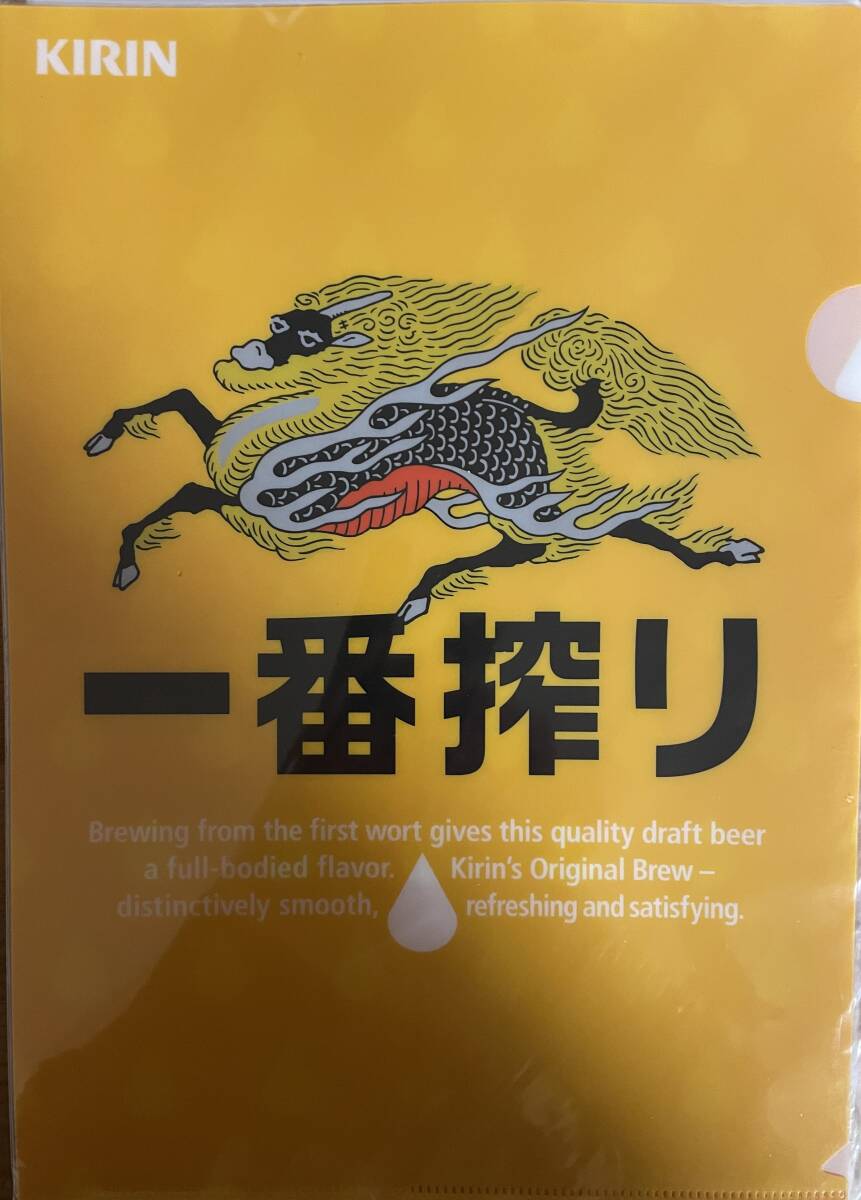 KIRIN
一番搾り
Brewing from the first wort gives this quality draft beer
a full-bodied flavor. Kirin's Original Brew –
distinctively smooth, refreshing and satisfying.